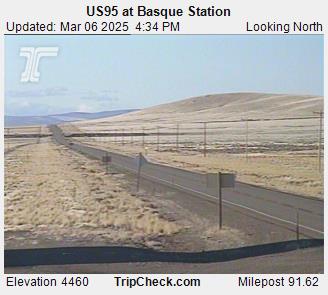 US95 at Basque Station
Updated: Mar 06 2025 4:34 PM Looking North
Elevation 4460 TripCheck.com Milepost 91.62